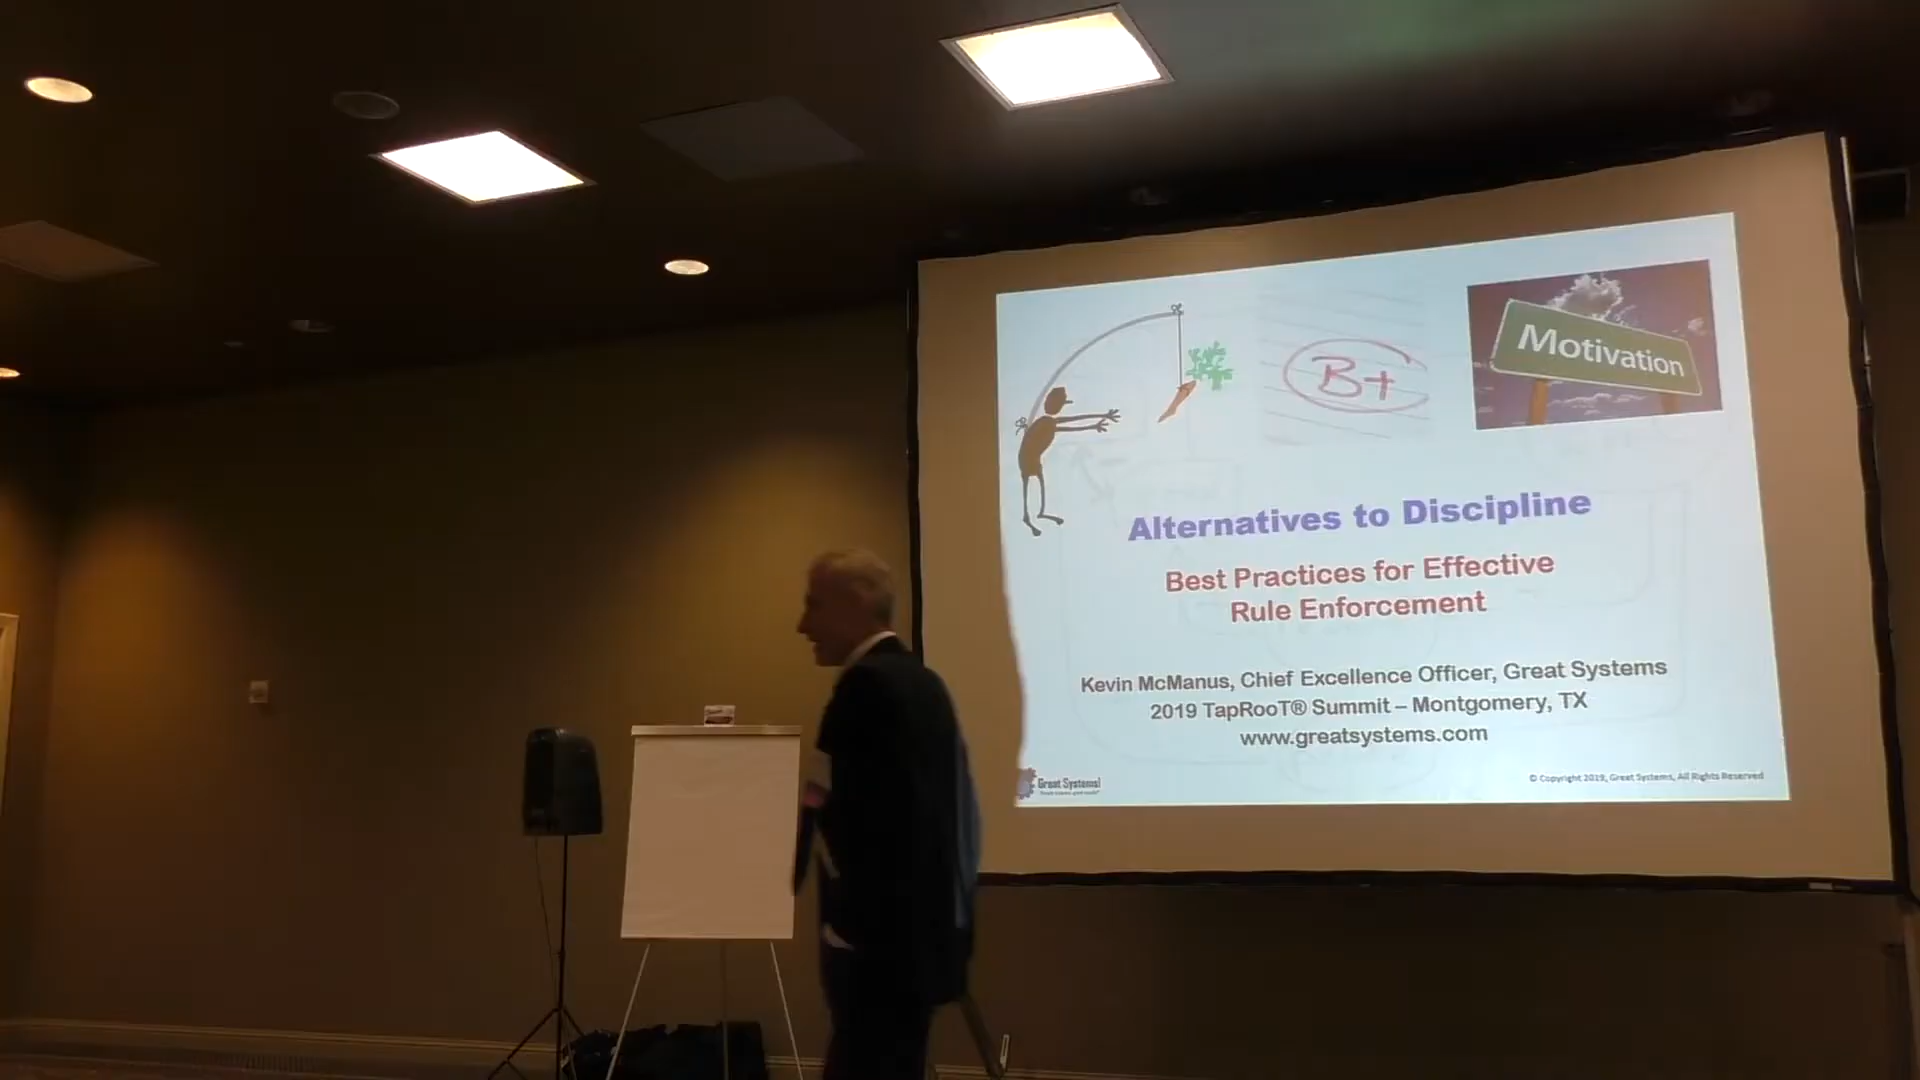 B+
Motivation
Alternatives to Discipline
Best Practices for Effective
Rule Enforcement
Kevin McManus, Chief Excellence Officer, Great Systems
2019 TapRooT® Summit – Montgomery, TX
www.greatsystems.com
Great Systems!
© Copyright 2019, Great Systems, All Rights Reserved